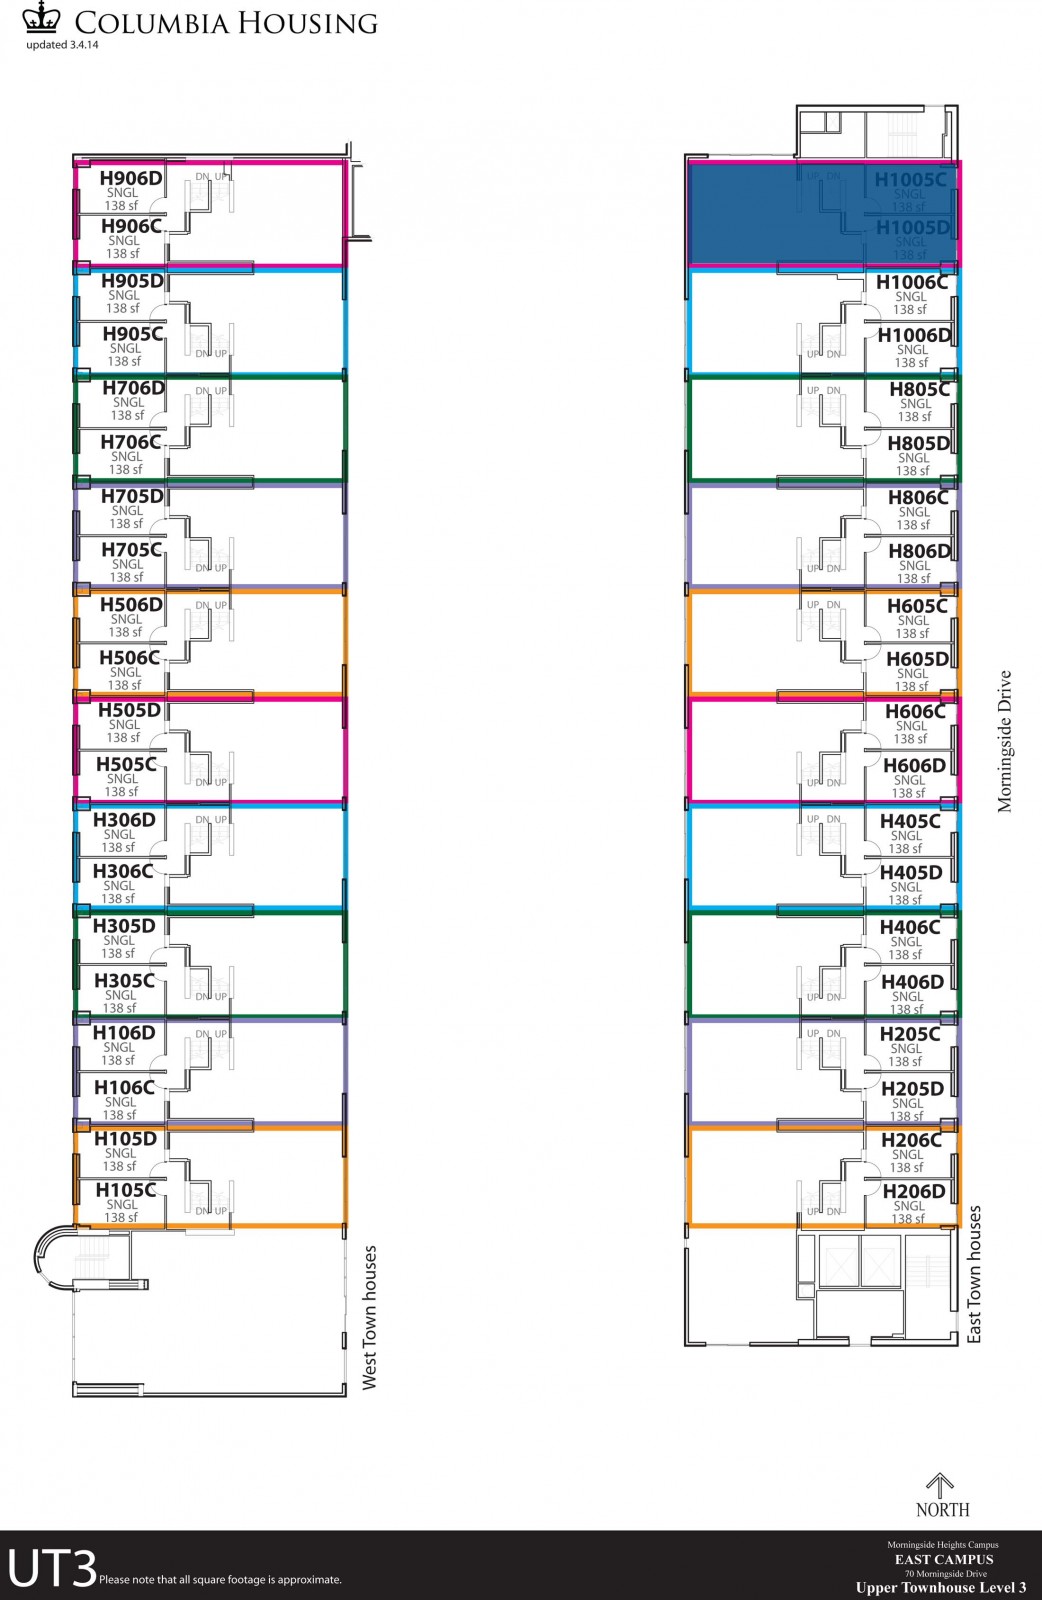 COLUMBIA HOUSING
updated 3.4.14
H906D
SNGL
138 sf
H906C
SNGL
138 sf
DN UP
H905D
SNGL
138 sf
H905C
SNGL
138 sf
DN UP
H706D
SNGL
138 sf
H706C
SNGL
138 sf
DN UP
H705D
SNGL
138 sf
H705C
SNGL
138 sf
DN UP
H506D
SNGL
138 sf
H506C
SNGL
138 sf
DN UP
H505D
SNGL
138 sf
H505C
SNGL
138 sf
DN UP
H306D
SNGL
138 sf
H306C
SNGL
138 sf
DN UP
H305D
SNGL
138 sf
H305C
SNGL
138 sf
DN UP
H106D
SNGL
138 sf
H106C
SNGL
138 sf
DN UP
H105D
SNGL
138 sf
H105C
SNGL
138 sf
DN UP
West Town houses
UP DN
H1005C
SNGL
138 sf
H1005D
SNGL
138 sf
H1006C
SNGL
138 sf
H1006D
SNGL
138 sf
UP DN
UP DN
H805C
SNGL
138 sf
H805D
SNGL
138 sf
H806C
SNGL
138 sf
H806D
SNGL
138 sf
UP DN
UP DN
H605C
SNGL
138 sf
H605D
SNGL
138 sf
H606C
SNGL
138 sf
H606D
SNGL
138 sf
UP DN
UP DN
H405C
SNGL
138 sf
H405D
SNGL
138 sf
H406C
SNGL
138 sf
H406D
SNGL
138 sf
UP DN
UP DN
H205C
SNGL
138 sf
H205D
SNGL
138 sf
H206C
SNGL
138 sf
H206D
SNGL
138 sf
UP DN
East Town houses
Morningside Drive
NORTH
UT3 Please note that all square footage is approximate.
Morningside Heights Campus
EAST CAMPUS
70 Morningside Drive
Upper Townhouse Level 3